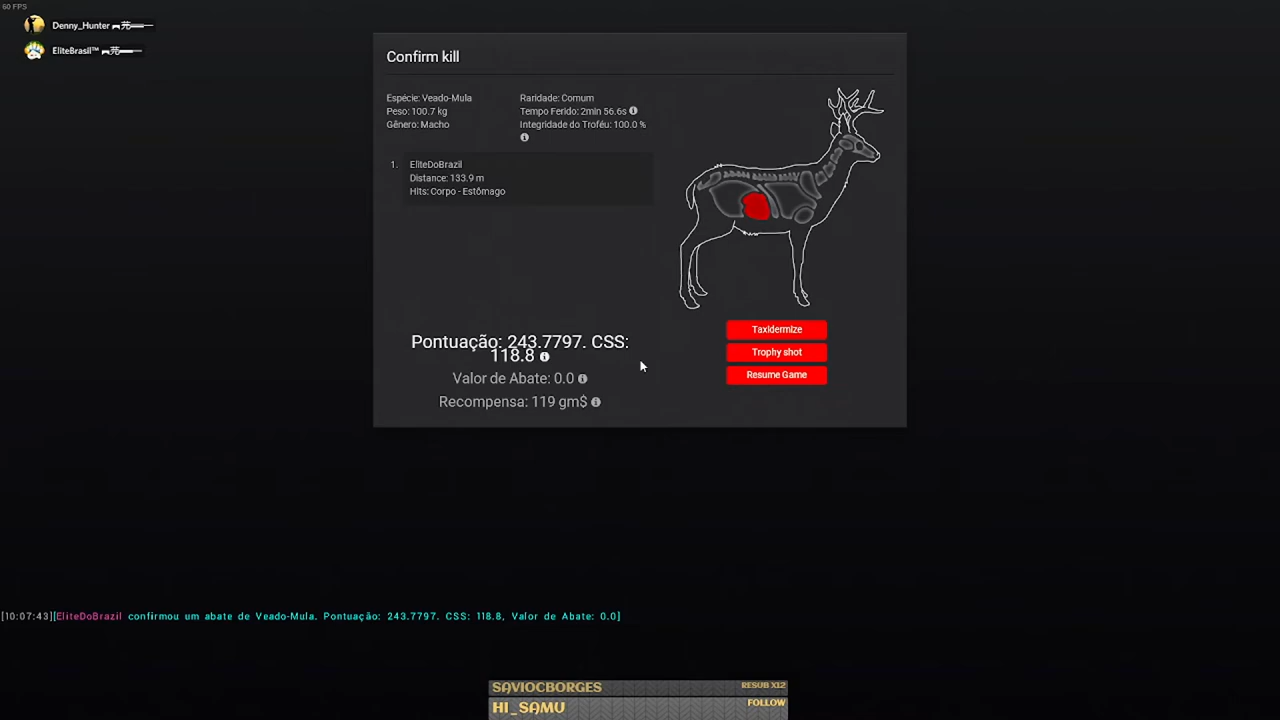 60 FPS
Denny_Hunter
EliteBrasil™
Confirm kill
Espécie: Veado-Mula
Peso: 100.7 kg
Gênero: Macho
Raridade: Comum
Tempo Ferido: 2min 56.6s
Integridade do Troféu: 100.0 %
1. EliteDoBrazil
Distance: 133.9 m
Hits: Corpo - Estômago
Pontuação: 243.7797. CSS:
118.8
Valor de Abate: 0.0
Recompensa: 119 gm$
Taxidermize
Trophy shot
Resume Game
[10:07:43][EliteDoBrazil confirmou um abate de Veado-Mula. Pontuação: 243.7797. CSS: 118.8, Valor de Abate: 0.0]
SAVIOCBORGES RESUB X12
HI_SAMU FOLLOW